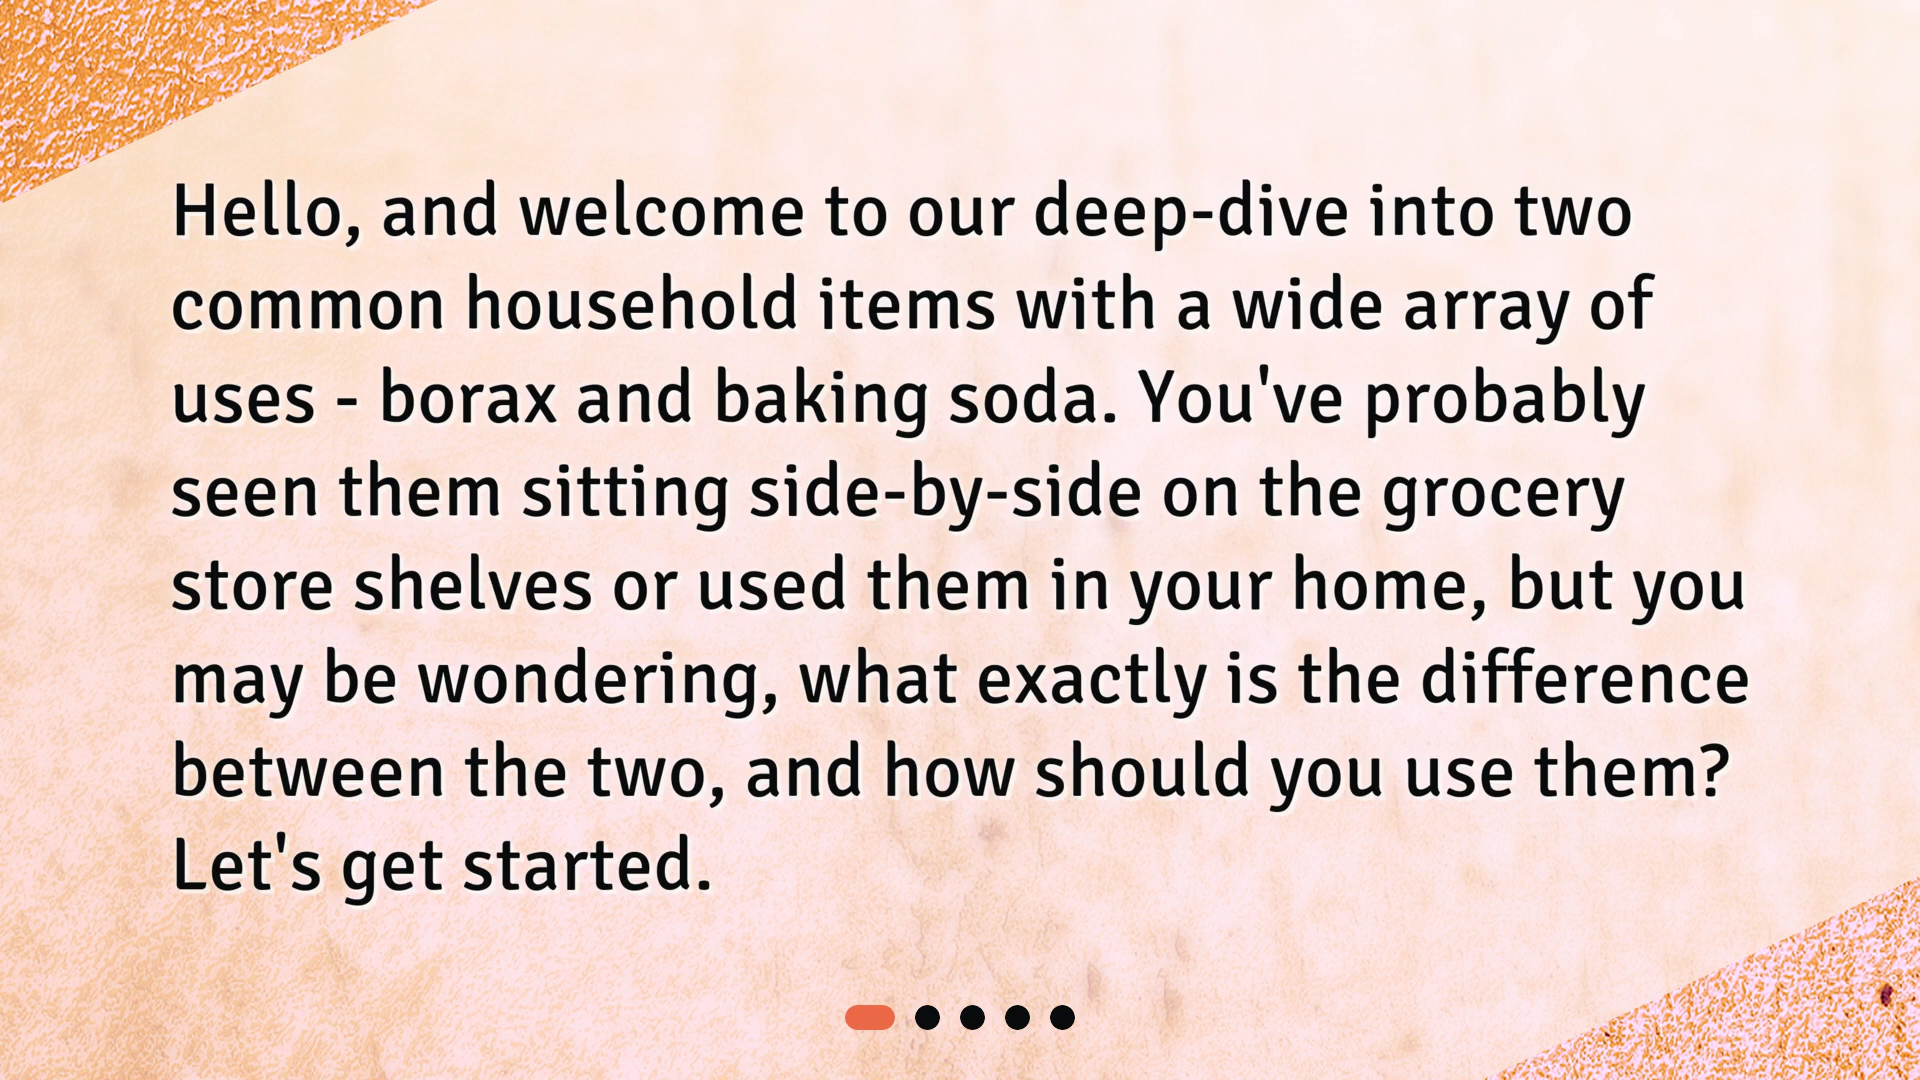 Hello, and welcome to our deep-dive into two
common household items with a wide array of
uses - borax and baking soda. You've probably
seen them sitting side-by-side on the grocery
store shelves or used them in your home, but you
may be wondering, what exactly is the difference
between the two, and how should you use them?
Let's get started.